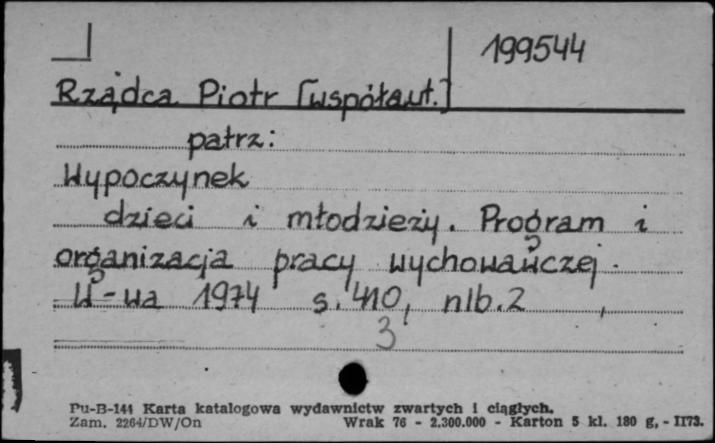 199544
Rządca Piotr [współaut.]
patrz:
Wypoczynek
dzieci i młodzieży. Program i
organizacja pracy wychowawczej.
W-wa 1974 s. 410, nlb. 2
3
Pu-B-144 Karta katalogowa wydawnictw zwartych i ciągłych.
Zam. 2264/DW/On Wrak 76 - 2.300.000 - Karton 5 kl. 180 g, - II73.